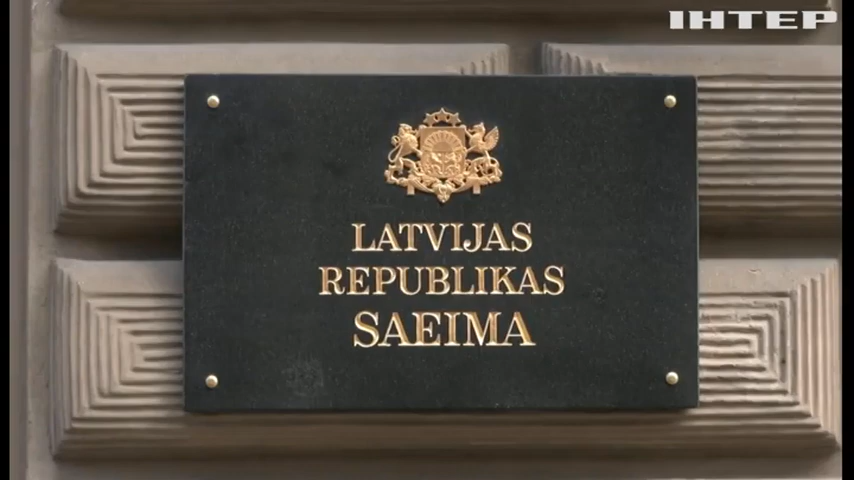 ІНТЕР
LATVIJAS
REPUBLIKAS
SAEIMA